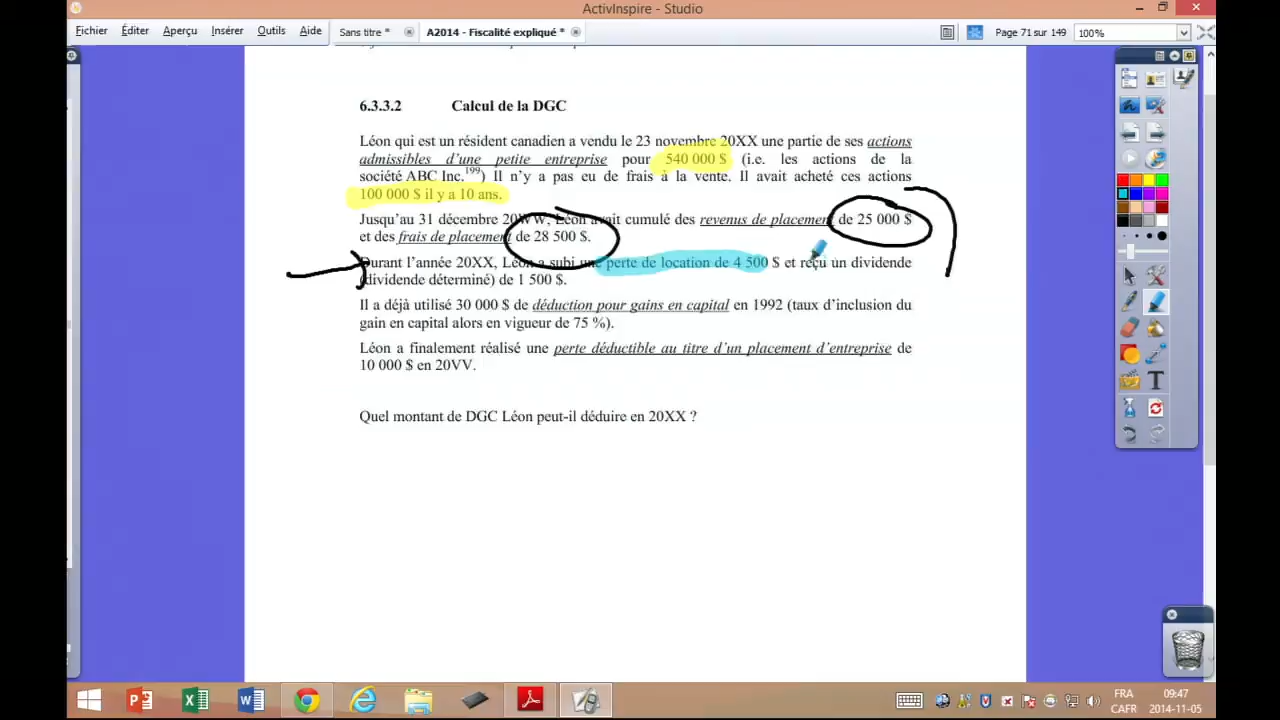 ActivInspire - Studio
Fichier Éditer Aperçu Insérer Outils Aide Sans titre * A2014 - Fiscalité expliqué * Page 71 sur 149 100%
6.3.3.2 Calcul de la DGC
Léon qui est un résident canadien a vendu le 23 novembre 20XX une partie de ses actions
admissibles d'une petite entreprise pour 540 000 $ (i.e. les actions de la
société ABC Inc.199) Il n'y a pas eu de frais à la vente. Il avait acheté ces actions
100 000 $ il y a 10 ans.
Jusqu'au 31 décembre 20WW, Léon avait cumulé des revenus de placement de 25 000 $
et des frais de placement de 28 500 $.
Durant l'année 20XX, Léon a subi une perte de location de 4 500 $ et reçu un dividende
(dividende déterminé) de 1 500 $.
Il a déjà utilisé 30 000 $ de déduction pour gains en capital en 1992 (taux d'inclusion du
gain en capital alors en vigueur de 75 %).
Léon a finalement réalisé une perte déductible au titre d'un placement d'entreprise de
10 000 $ en 20VV.
Quel montant de DGC Léon peut-il déduire en 20XX ?
FRA 09:47
CAFR 2014-11-05